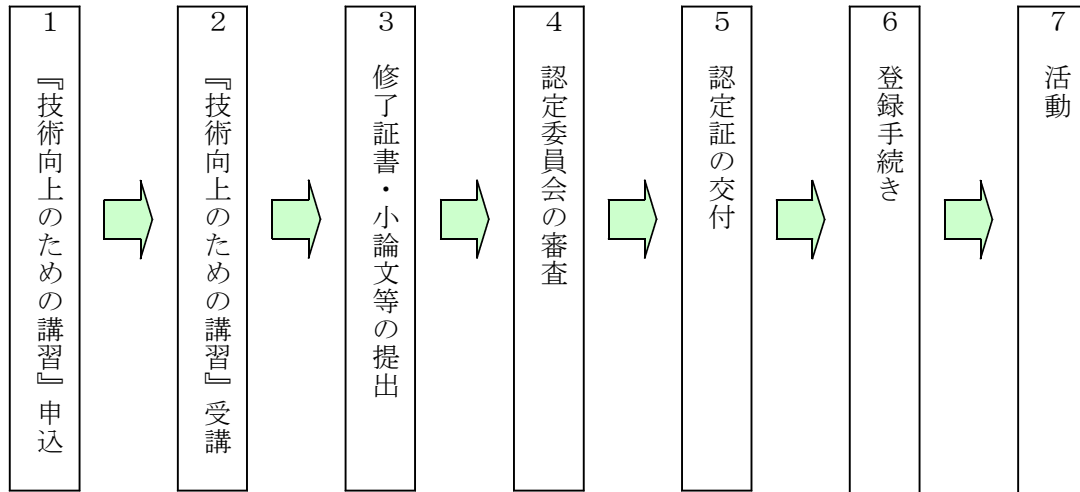 １
『技術向上のための講習』申込
２
『技術向上のための講習』受講
３
修了証書・小論文等の提出
４
認定委員会の審査
５
認定証の交付
６
登録手続き
７
活動